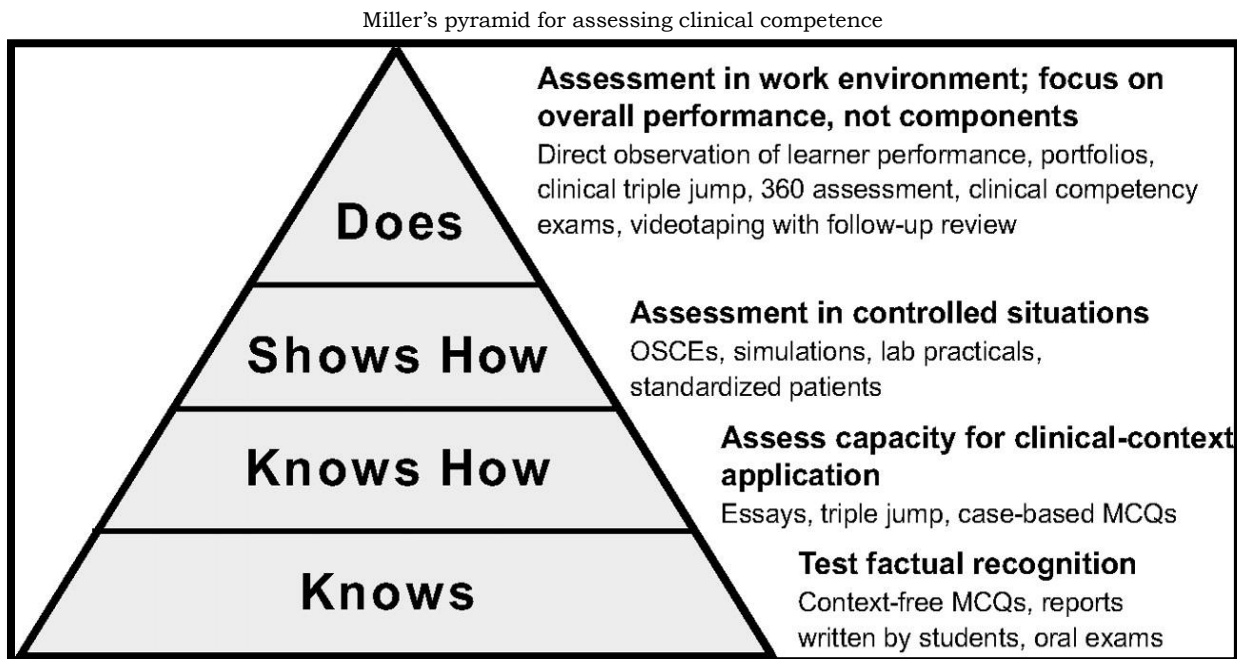 Miller’s pyramid for assessing clinical competence
Assessment in work environment; focus on
overall performance, not components
Direct observation of learner performance, portfolios,
clinical triple jump, 360 assessment, clinical competency
exams, videotaping with follow-up review
Does
Assessment in controlled situations
OSCEs, simulations, lab practicals,
standardized patients
Shows How
Assess capacity for clinical-context
application
Essays, triple jump, case-based MCQs
Knows How
Test factual recognition
Context-free MCQs, reports
written by students, oral exams
Knows